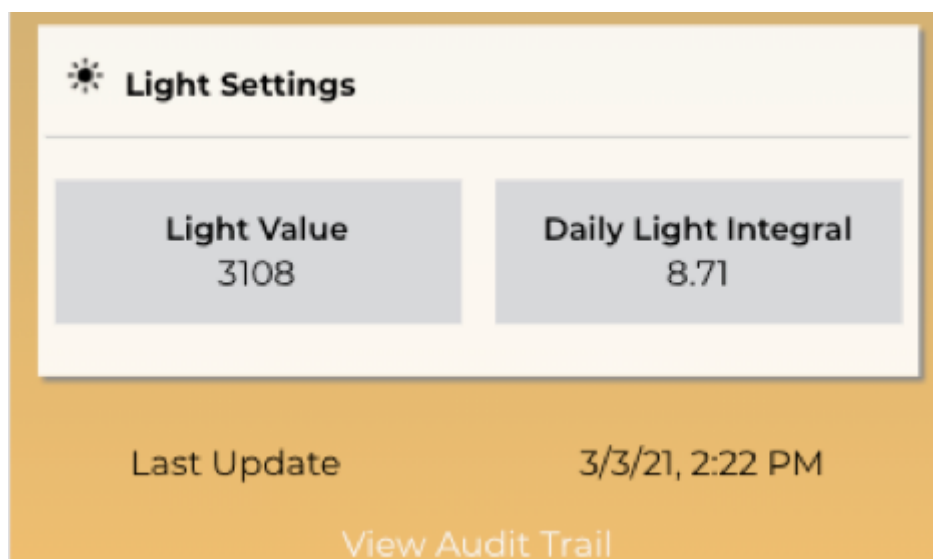 Light Settings
Light Value
3108
Daily Light Integral
8.71
Last Update
3/3/21, 2:22 PM
View Audit Trail